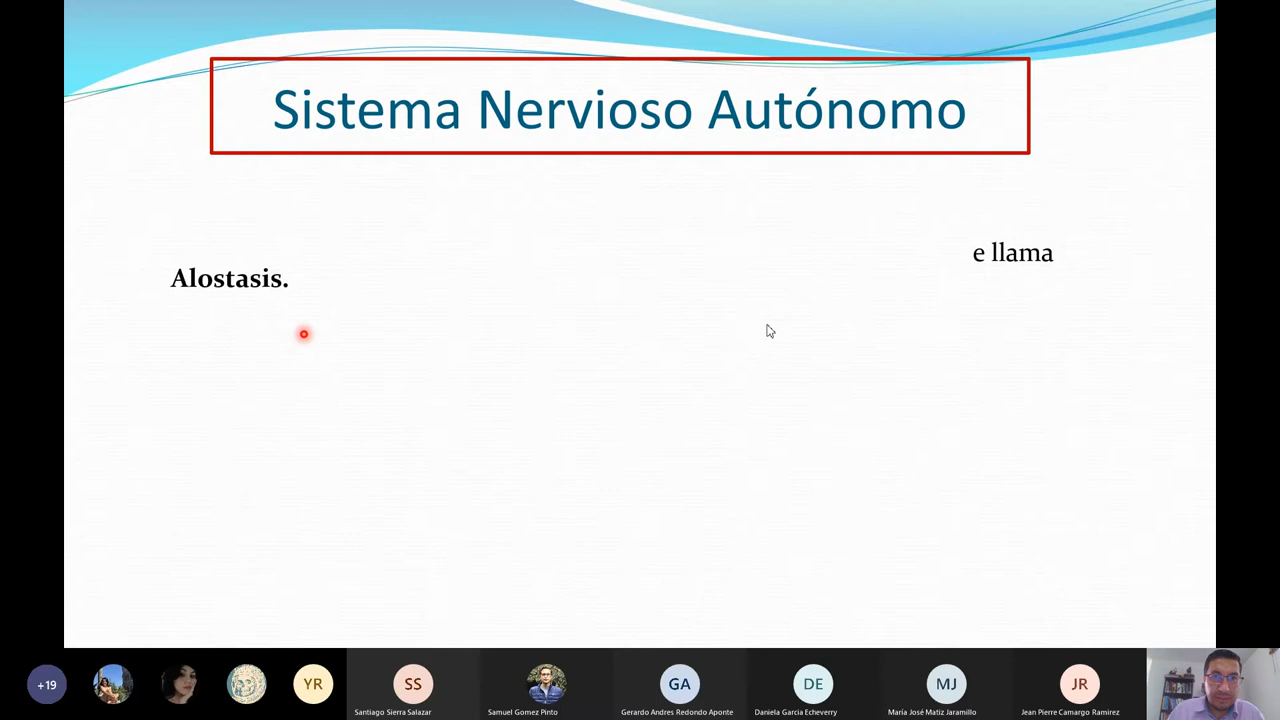 Sistema Nervioso Autónomo
e llama
Alostasis.
+19
YR
SS
GA
DE
MJ
JR
Santiago Sierra Salazar
Samuel Gomez Pinto
Gerardo Andres Redondo Aponte
Daniela Garcia Echeverry
María José Matiz Jaramillo
Jean Pierre Camargo Ramirez